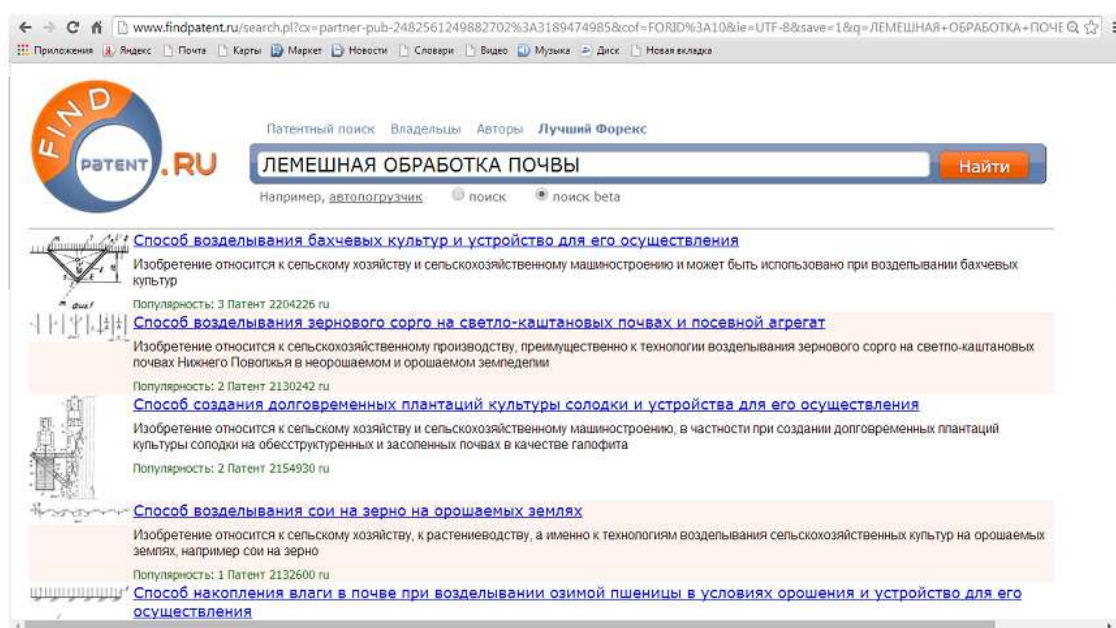 www.findpatent.ru/search.pl?cx=partner-pub-2482561249882702%3A3189474985&cof=FORID%3A10&ie=UTF-8&save=1&q=ЛЕМЕШНАЯ+ОБРАБОТКА+ПОЧЕ
Приложения Яндекс Почта Карты Маркет Новости Словари Видео Музыка Диск Новая вкладка
FIND PATENT .RU
Патентный поиск Владельцы Авторы Лучший Форекс
ЛЕМЕШНАЯ ОБРАБОТКА ПОЧВЫ Найти
Например, автопогрузчик поиск поиск beta
Способ возделывания бахчевых культур и устройство для его осуществления
Изобретение относится к сельскому хозяйству и сельскохозяйственному машиностроению и может быть использовано при возделывании бахчевых
культур
Популярность: 3 Патент 2204226 ru
Способ возделывания зернового сорго на светло-каштановых почвах и посевной агрегат
Изобретение относится к сельскохозяйственному производству, преимущественно к технологии возделывания зернового сорго на светло-каштановых
почвах Нижнего Поволжья в неорошаемом и орошаемом земледелии
Популярность: 2 Патент 2130242 ru
Способ создания долговременных плантаций культуры солодки и устройства для его осуществления
Изобретение относится к сельскому хозяйству и сельскохозяйственному машиностроению, в частности при создании долговременных плантаций
культуры солодки на обесструктуренных и засоленных почвах в качестве галофита
Популярность: 2 Патент 2154930 ru
Способ возделывания сои на зерно на орошаемых землях
Изобретение относится к сельскому хозяйству, к растениеводству, а именно к технологиям возделывания сельскохозяйственных культур на орошаемых
землях, например сои на зерно
Популярность: 1 Патент 2132600 ru
Способ накопления влаги в почве при возделывании озимой пшеницы в условиях орошения и устройство для его
осуществления